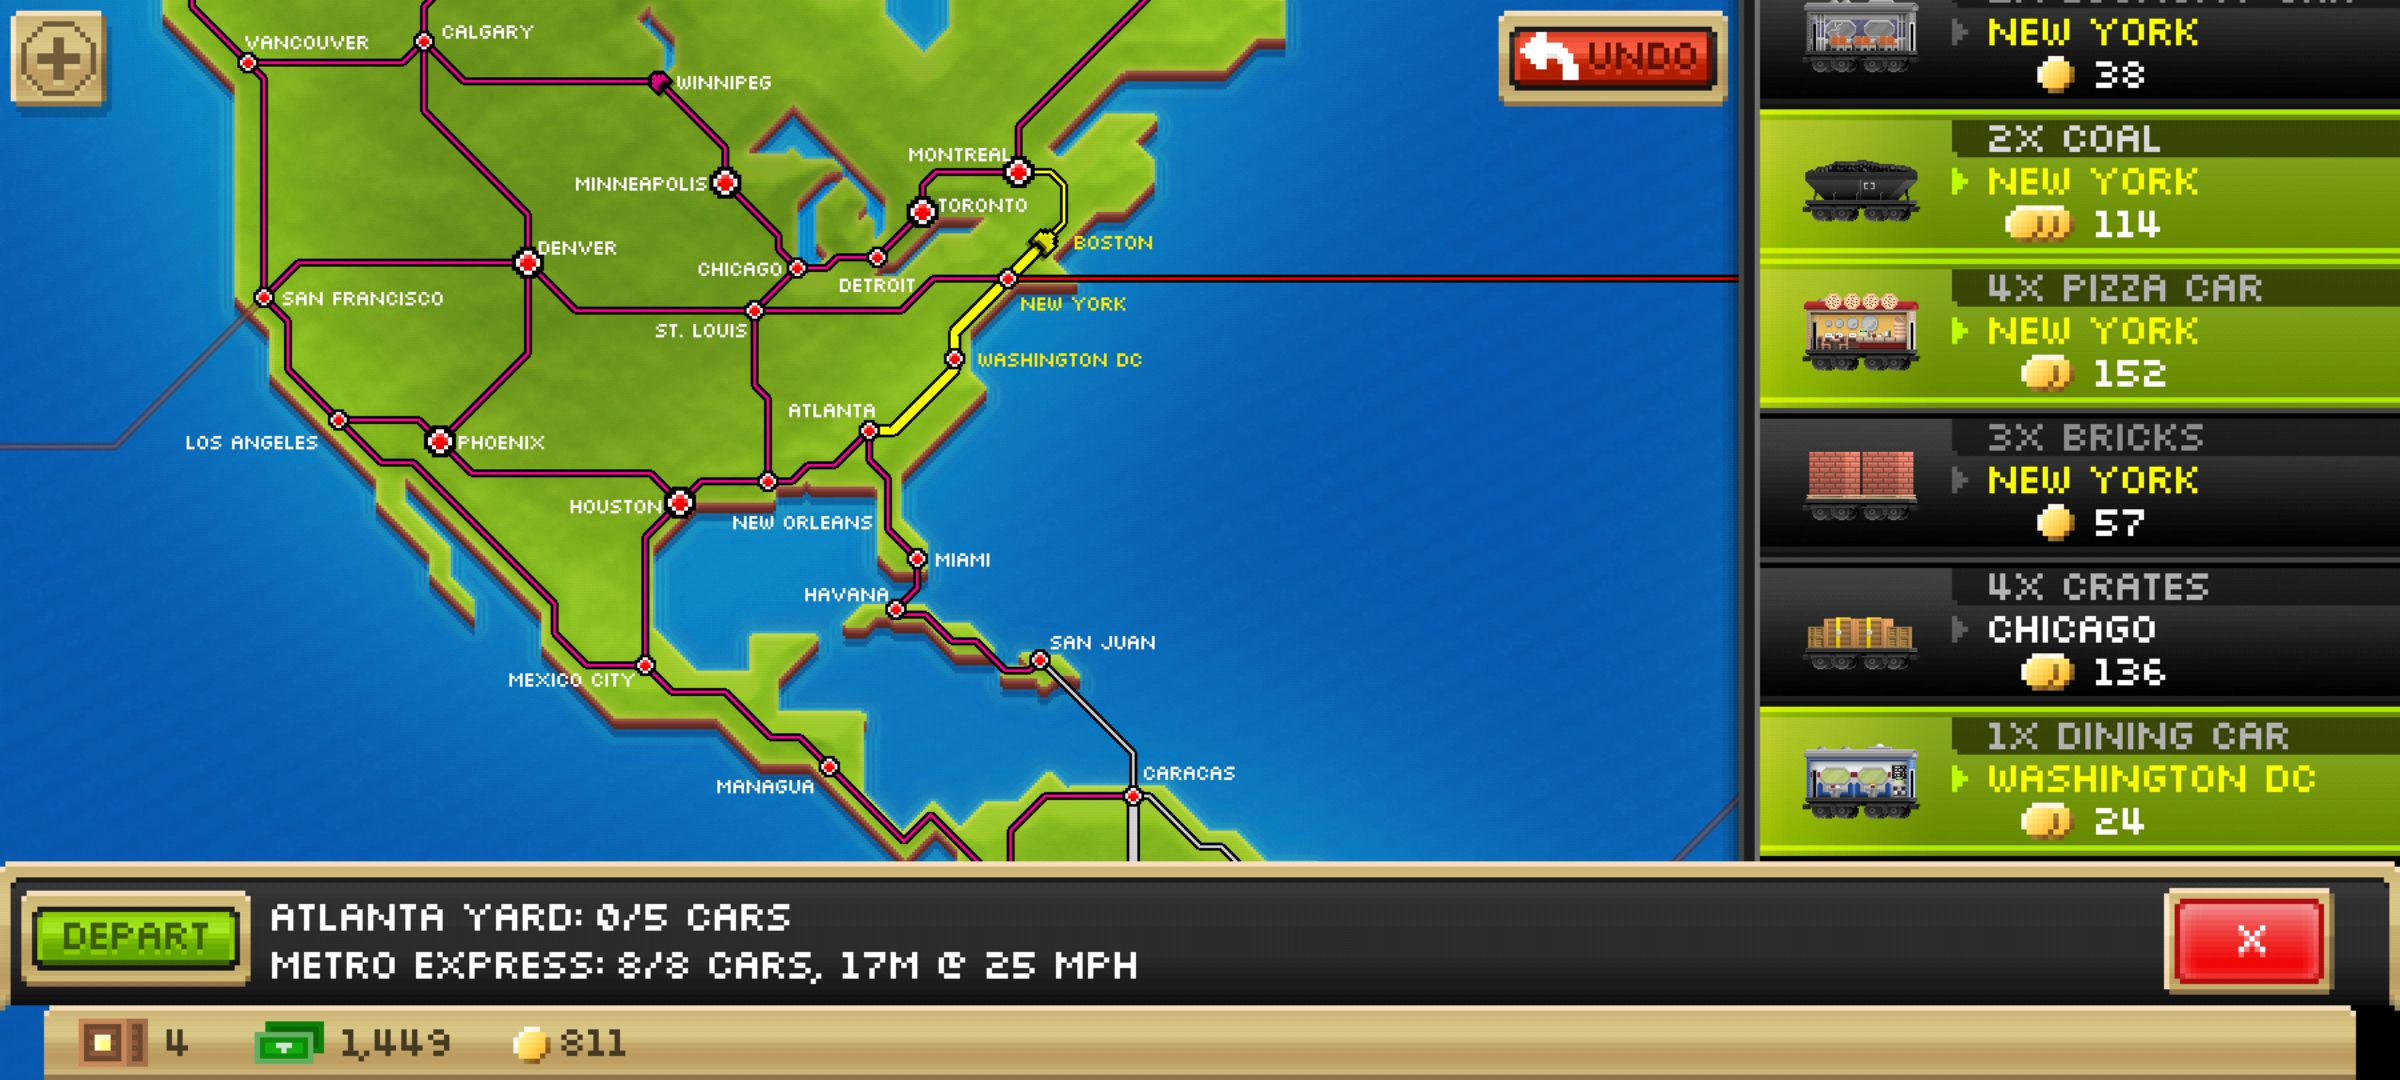 VANCOUVER
CALGARY
WINNIPEG
MINNEAPOLIS
MONTREAL
TORONTO
DENVER
CHICAGO
DETROIT
BOSTON
SAN FRANCISCO
ST. LOUIS
NEW YORK
WASHINGTON DC
ATLANTA
LOS ANGELES
PHOENIX
HOUSTON
NEW ORLEANS
MIAMI
HAVANA
SAN JUAN
MEXICO CITY
MANAGUA
CARACAS
UNDO
NEW YORK
38
2X COAL
NEW YORK
114
4X PIZZA CAR
NEW YORK
152
3X BRICKS
NEW YORK
57
4X CRATES
CHICAGO
136
1X DINING CAR
WASHINGTON DC
24
DEPART
ATLANTA YARD: 0/5 CARS
METRO EXPRESS: 8/8 CARS, 17M @ 25 MPH
X
4
1,449
811